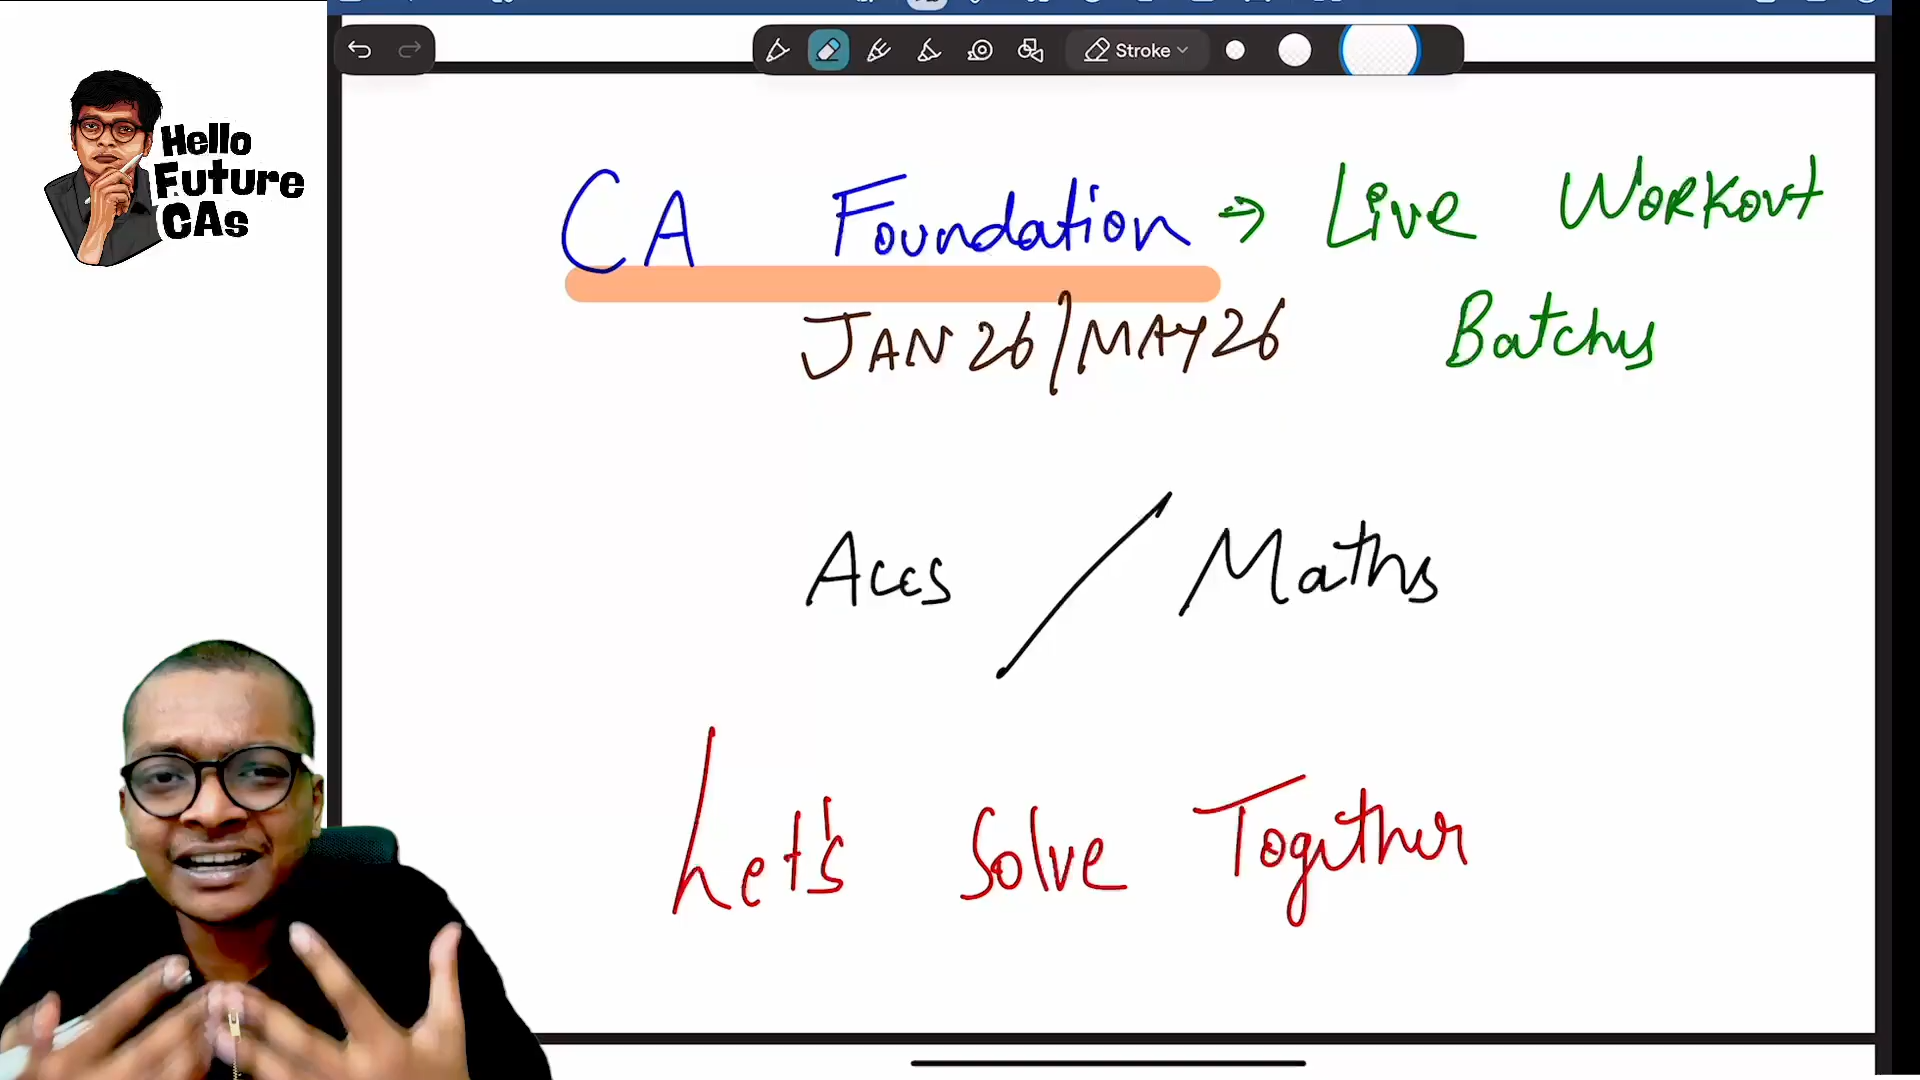 Hello
Future
CAs
Stroke
CA Foundation → Live Workout
JAN 26/MAY 26 Batches
Accs / Maths
Let's Solve Together